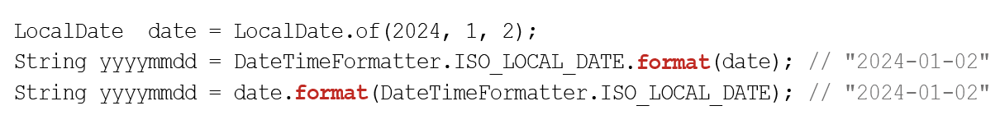 LocalDate  date = LocalDate.of(2024, 1, 2);
String yyyymmdd = DateTimeFormatter.ISO_LOCAL_DATE.format(date); // "2024-01-02"
String yyyymmdd = date.format(DateTimeFormatter.ISO_LOCAL_DATE); // "2024-01-02"